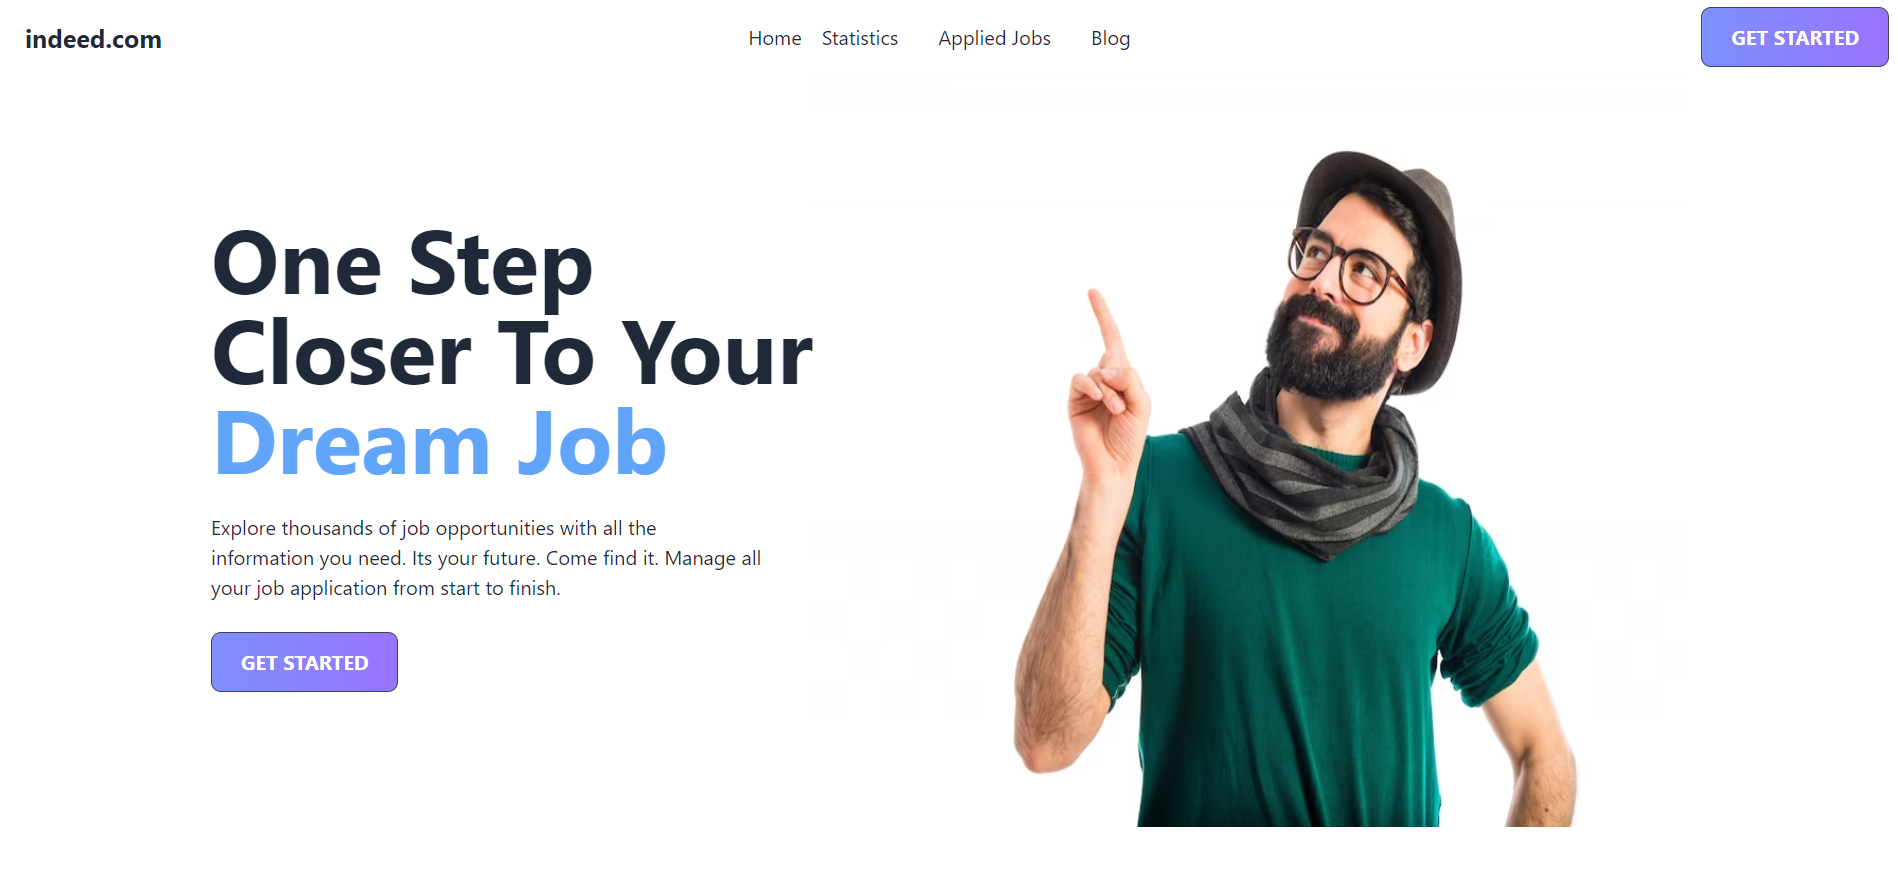 indeed.com
Home Statistics Applied Jobs Blog
GET STARTED
One Step
Closer To Your
Dream Job
Explore thousands of job opportunities with all the
information you need. Its your future. Come find it. Manage all
your job application from start to finish.
GET STARTED